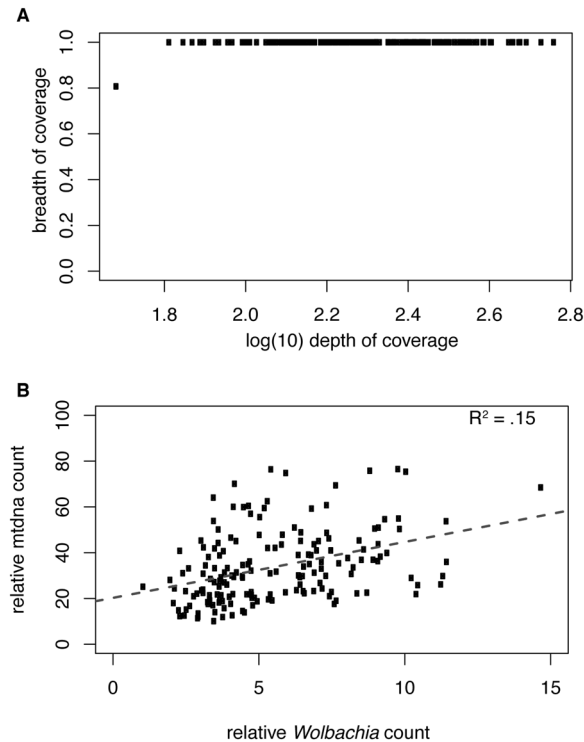 A
breadth of coverage
1.0
0.8
0.6
0.4
0.2
0.0
1.8 2.0 2.2 2.4 2.6 2.8
log(10) depth of coverage
B
R² = .15
relative mtdna count
100
80
60
40
20
0
0 5 10 15
relative Wolbachia count